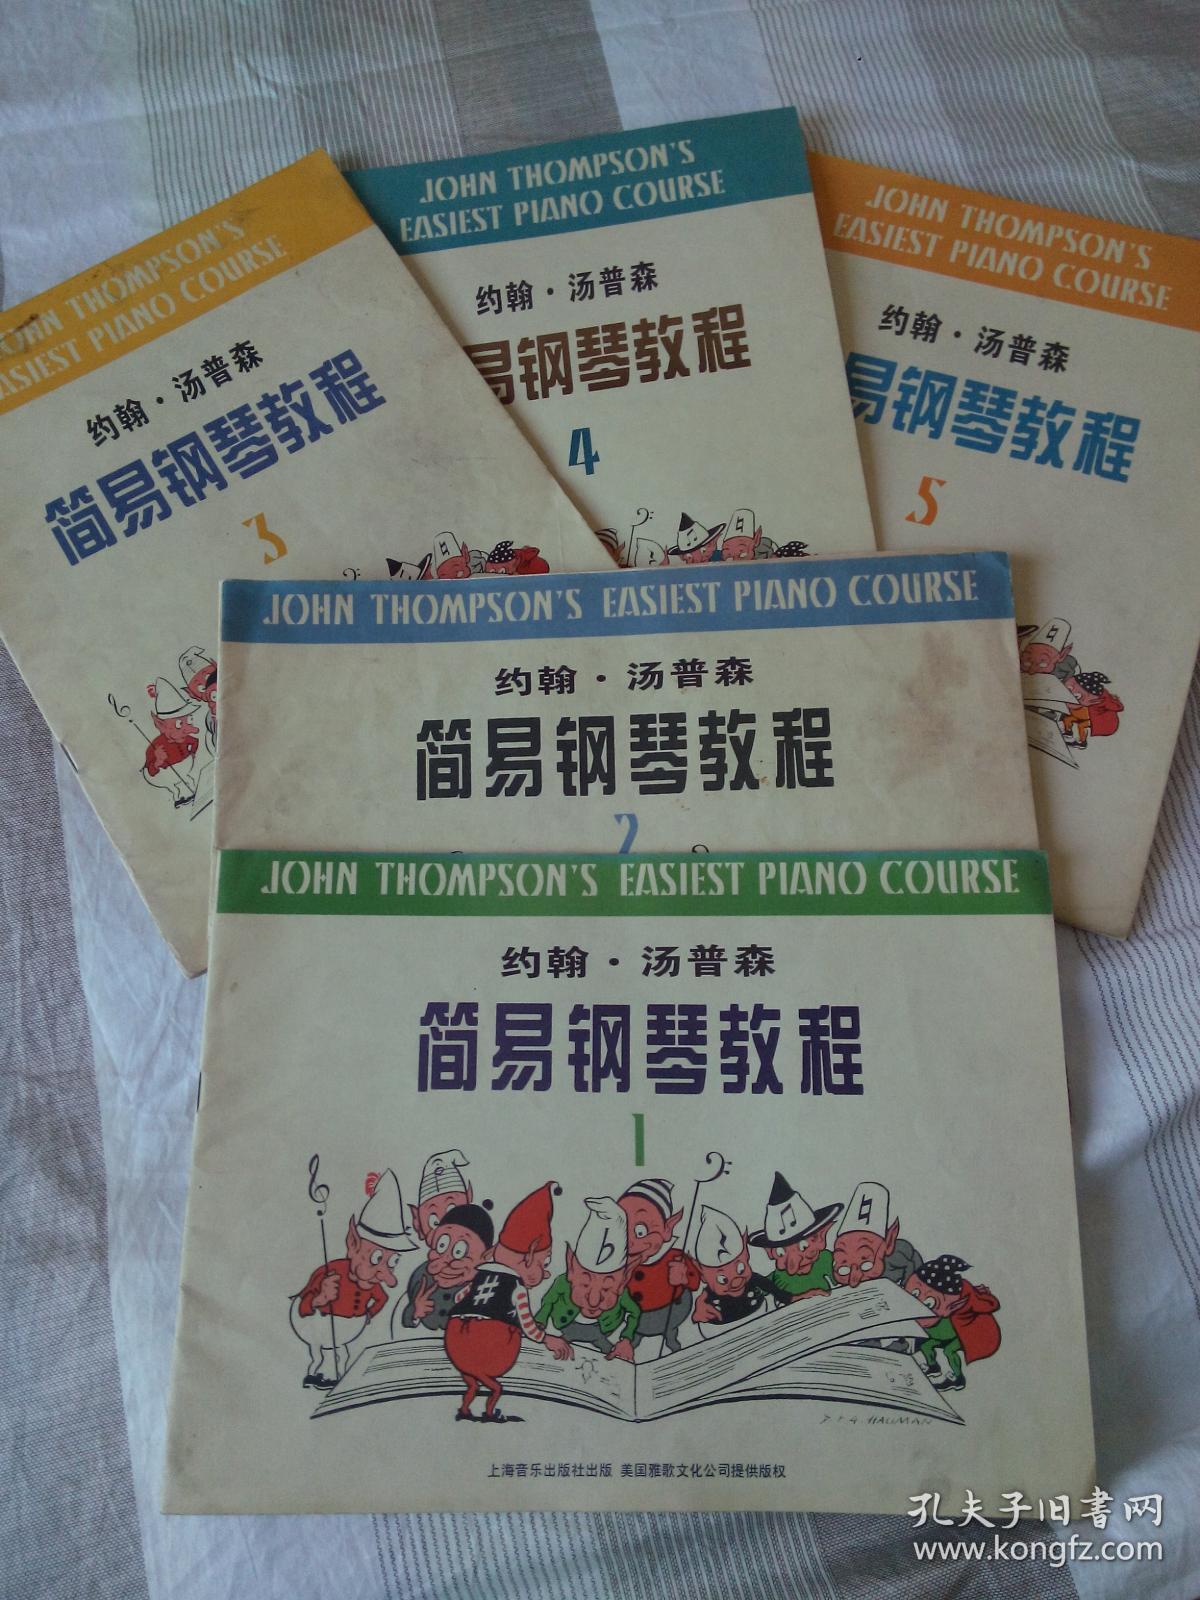 JOHN THOMPSON'S
EASIEST PIANO COURSE
约翰·汤普森
简易钢琴教程
3
JOHN THOMPSON'S
EASIEST PIANO COURSE
约翰·汤普森
易钢琴教程
4
JOHN THOMPSON'S
EASIEST PIANO COURSE
约翰·汤普森
易钢琴教程
5
JOHN THOMPSON'S EASIEST PIANO COURSE
约翰·汤普森
简易钢琴教程
2
JOHN THOMPSON'S EASIEST PIANO COURSE
约翰·汤普森
简易钢琴教程
1
上海音乐出版社出版 美国雅歌文化公司提供版权
孔夫子旧书网
www.kongfz.com